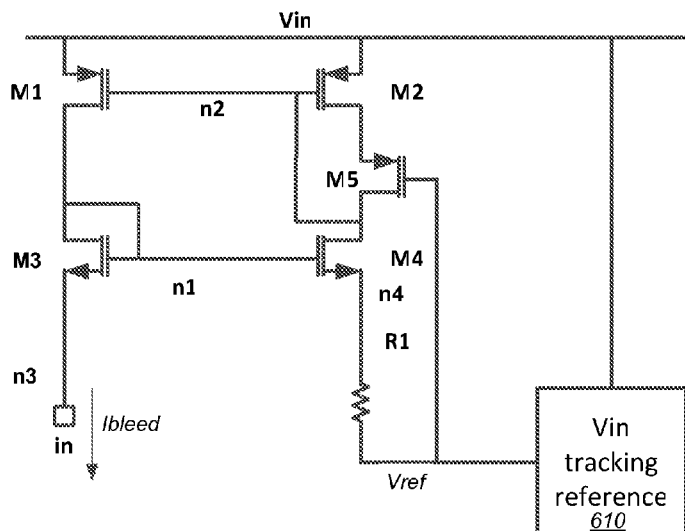 Vin
M1
n2
M2
M5
M3
n1
M4
n4
R1
n3
Ibleed
in
Vref
Vin
tracking
reference
610